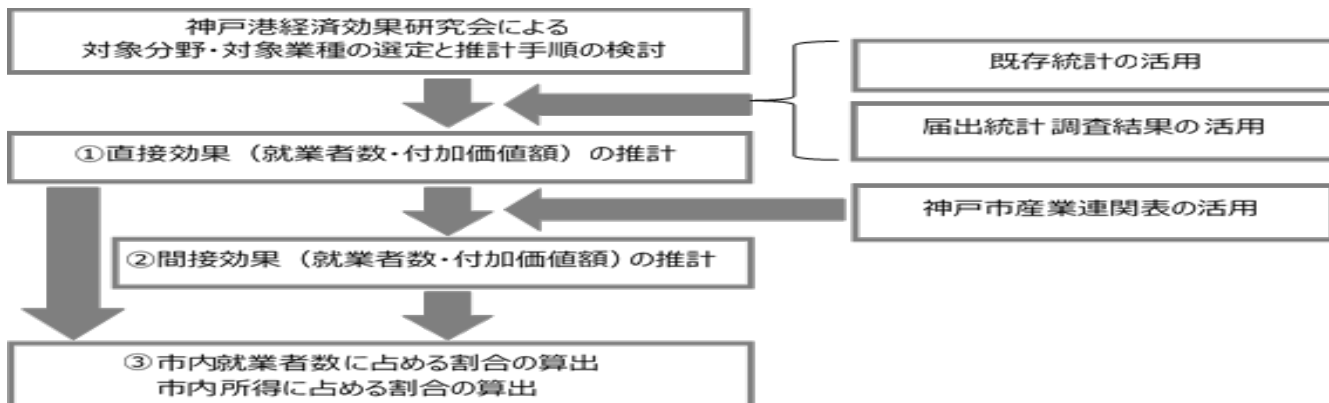 神戸港経済効果研究会による
対象分野・対象業種の選定と推計手順の検討
既存統計の活用
届出統計調査結果の活用
①直接効果（就業者数・付加価値額）の推計
神戸市産業連関表の活用
②間接効果（就業者数・付加価値額）の推計
③市内就業者数に占める割合の算出
市内所得に占める割合の算出